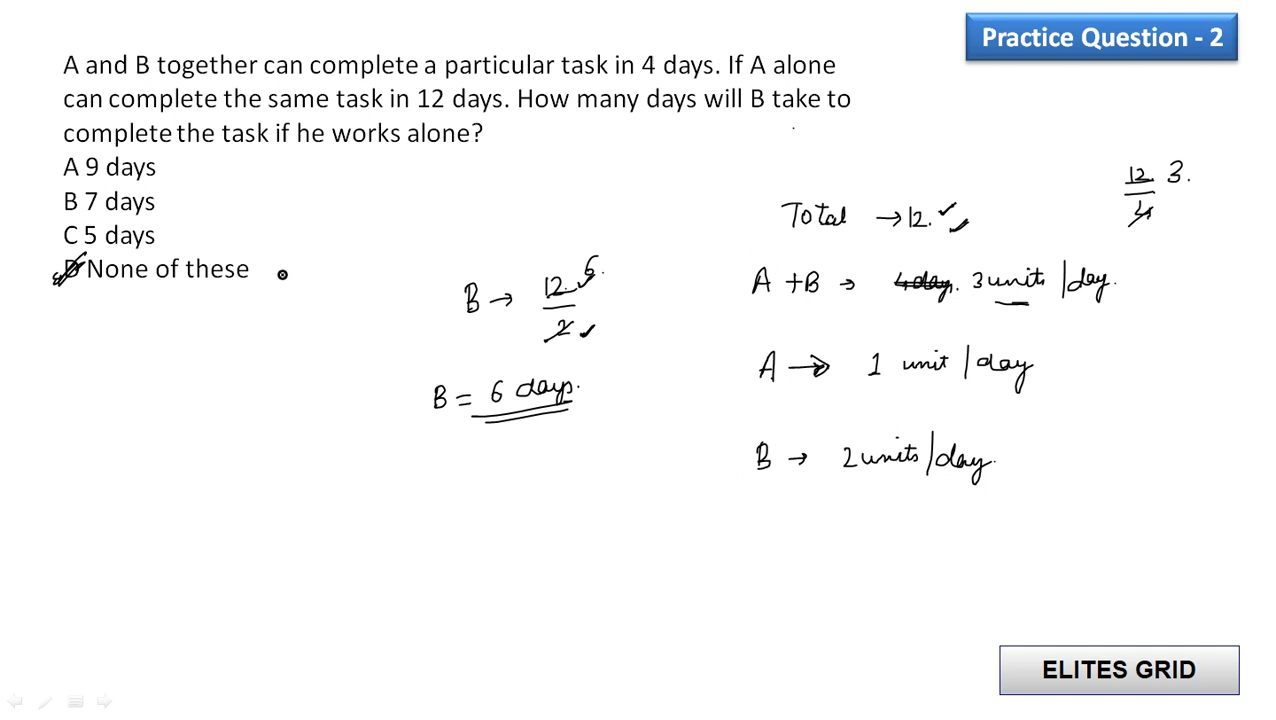 Practice Question - 2
A and B together can complete a particular task in 4 days. If A alone
can complete the same task in 12 days. How many days will B take to
complete the task if he works alone?
A 9 days
B 7 days
C 5 days
D None of these
12 3.
4
Total → 12.
A + B → 4 day. 3 units / day.
B → 12 6.
2
A → 1 unit / day
B = 6 days.
B → 2 units / day.
ELITES GRID